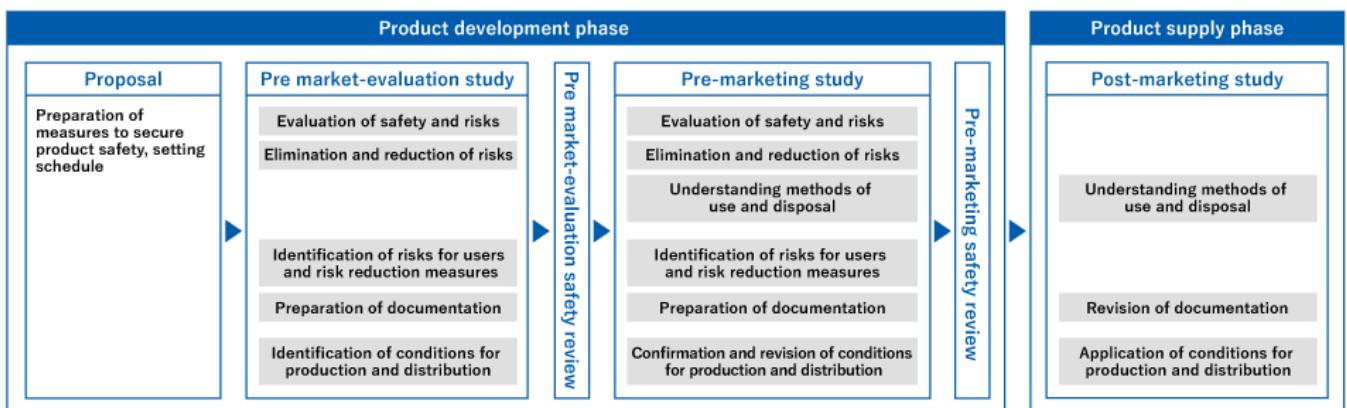 Product development phase
Product supply phase
Proposal
Preparation of
measures to secure
product safety, setting
schedule
Pre market-evaluation study
Evaluation of safety and risks
Elimination and reduction of risks
Identification of risks for users
and risk reduction measures
Preparation of documentation
Identification of conditions for
production and distribution
Pre market-evaluation safety review
Pre-marketing study
Evaluation of safety and risks
Elimination and reduction of risks
Understanding methods of
use and disposal
Identification of risks for users
and risk reduction measures
Preparation of documentation
Confirmation and revision of conditions
for production and distribution
Pre-marketing safety review
Post-marketing study
Understanding methods of
use and disposal
Revision of documentation
Application of conditions for
production and distribution